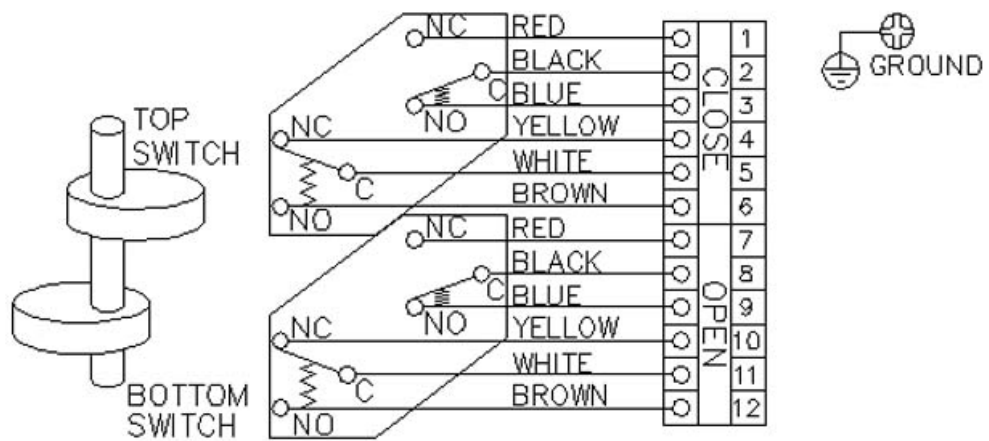 NC RED 1
BLACK 2
C BLUE 3
NO YELLOW 4
NC WHITE 5
C BROWN 6
NO
CLOSE
NC RED 7
BLACK 8
C BLUE 9
NO YELLOW 10
NC WHITE 11
C BROWN 12
NO
OPEN
TOP
SWITCH
BOTTOM
SWITCH
GROUND